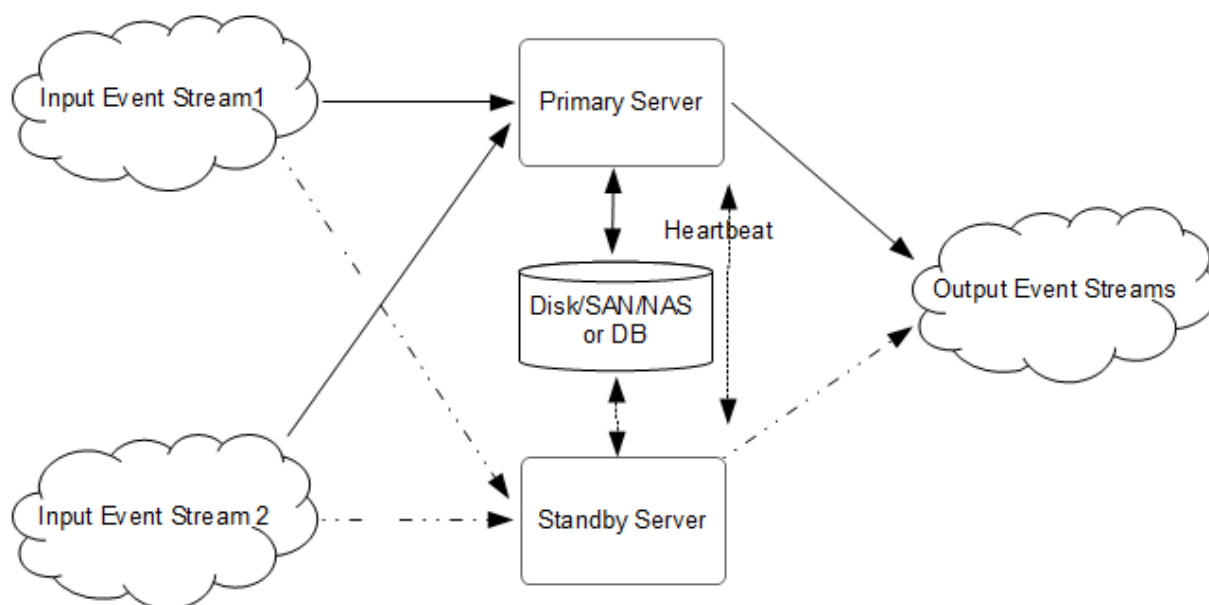 Input Event Stream1
Primary Server
Heartbeat
Disk/SAN/NAS
or DB
Output Event Streams
Input Event Stream 2
Standby Server